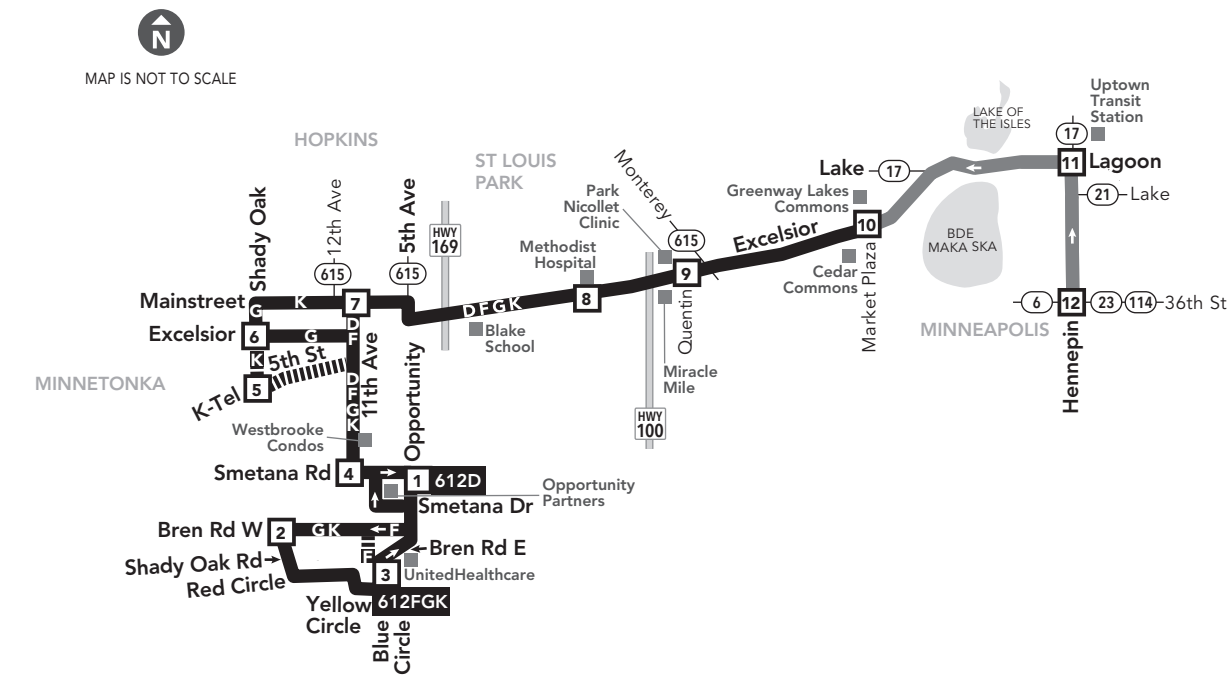 N
MAP IS NOT TO SCALE
HOPKINS
ST LOUIS
PARK
MINNETONKA
MINNEAPOLIS
LAKE OF
THE ISLES
BDE
MAKA SKA
Uptown
Transit
Station
17
11
Lagoon
21
Lake
6
12
23
114
36th St
Hennepin
Lake
17
Greenway Lakes
Commons
10
Cedar
Commons
Market Plaza
Excelsior
Monterey
615
9
Quentin
Park
Nicollet
Clinic
Miracle
Mile
HWY
100
Methodist
Hospital
8
DFGK
Blake
School
HWY
169
5th Ave
615
12th Ave
615
Shady Oak
Mainstreet
K
7
G
Excelsior
6
G
D
F
K
5th St
5
K-Tel
D
F
G
K
11th Ave
Opportunity
Westbrooke
Condos
Smetana Rd
4
1
612D
Opportunity
Partners
Smetana Dr
Bren Rd W
2
GK
F
F
Bren Rd E
Shady Oak Rd
Red Circle
3
UnitedHealthcare
Yellow
Circle
612FGK
Blue
Circle